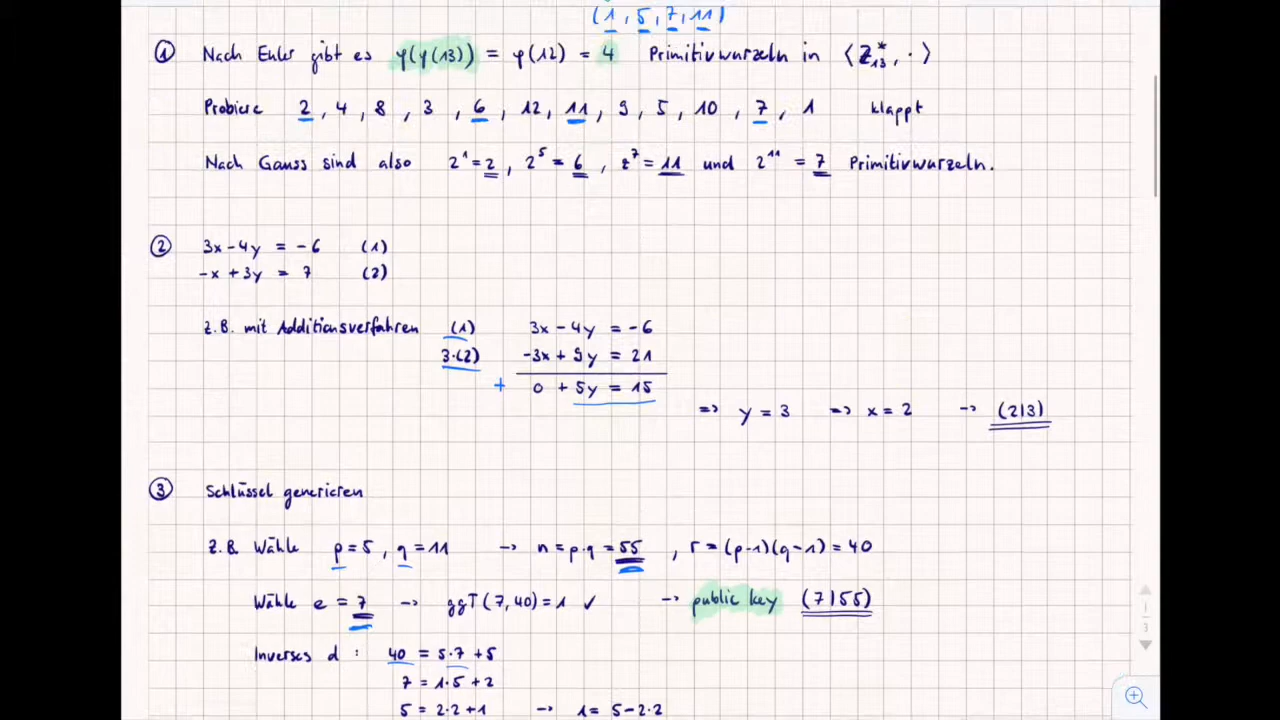 (1, 5, 7, 11)
① Nach Euler gibt es φ(φ(13)) = φ(12) = 4 Primitivwurzeln in ⟨Z₁₃*, ·⟩
Probiere 2, 4, 8, 3, 6, 12, 11, 9, 5, 10, 7, 1 klappt
Nach Gauss sind also 2¹=2, 2⁵=6, 2⁷=11 und 2¹¹=7 Primitivwurzeln.
② 3x-4y = -6 (1)
-x+3y = 7 (2)
z.B. mit Additionsverfahren (1) 3x-4y = -6
3·(2) -3x+9y = 21
+ 0 + 5y = 15
=> y = 3 => x = 2 → (2|3)
③ Schlüssel generieren
z.B. Wähle p=5, q=11 → n=p·q=55, r=(p-1)(q-1)=40
Wähle e=7 → ggT(7,40)=1 ✓ → public key (7|55)
Inverses d: 40 = 5·7+5
7 = 1·5+2
5 = 2·2+1 → 1 = 5-2·2
1
3